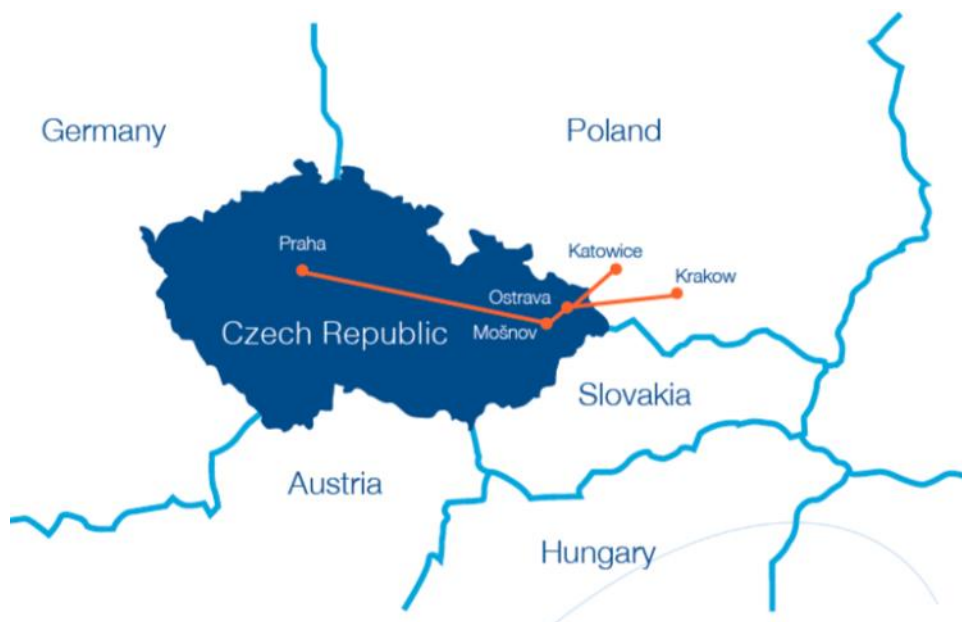 Germany
Poland
Praha
Katowice
Krakow
Ostrava
Mošnov
Czech Republic
Slovakia
Austria
Hungary